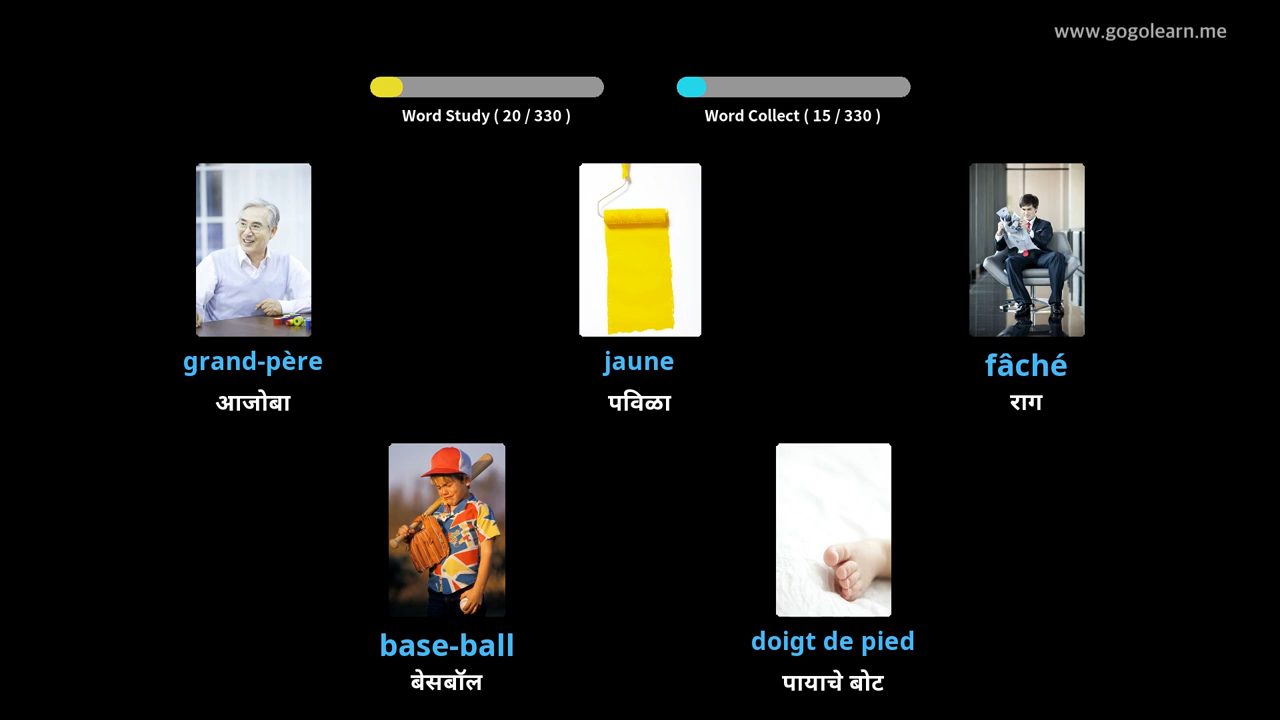 www.gogolearn.me
Word Study ( 20 / 330 )
Word Collect ( 15 / 330 )
grand-père
आजोबा
jaune
पविळा
fâché
राग
base-ball
बेसबॉल
doigt de pied
पायाचे बोट